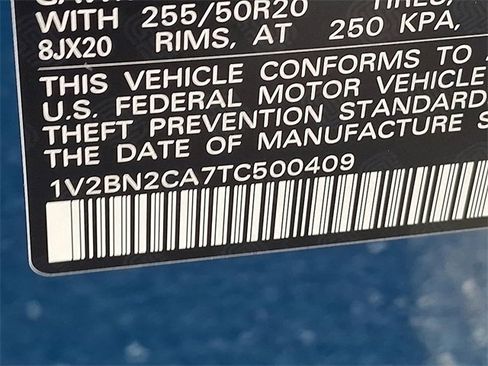 WITH 255/50R20 TIRES,
8JX20 RIMS, AT 250 KPA,
THIS VEHICLE CONFORMS TO
U.S. FEDERAL MOTOR VEHICLE
THEFT PREVENTION STANDARD
THE DATE OF MANUFACTURE
1V2BN2CA7TC500409